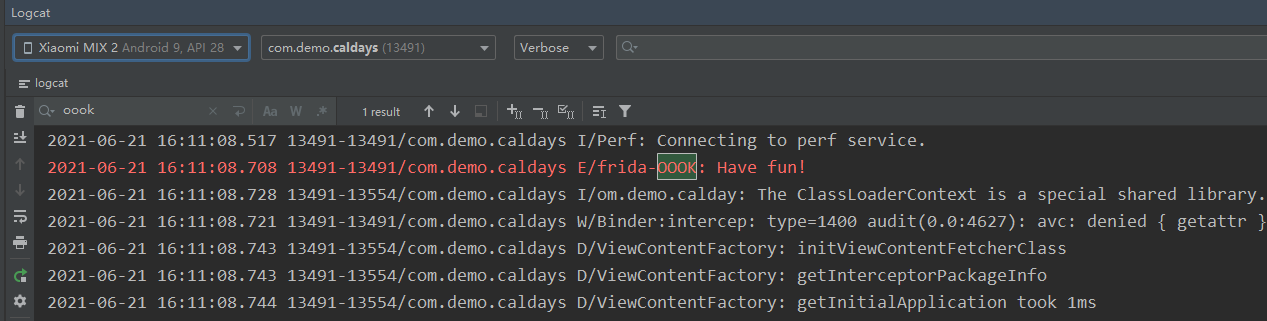 Logcat
Xiaomi MIX 2 Android 9, API 28 com.demo.caldays (13491) Verbose
logcat
oook Aa W .* 1 result
2021-06-21 16:11:08.517 13491-13491/com.demo.caldays I/Perf: Connecting to perf service.
2021-06-21 16:11:08.708 13491-13491/com.demo.caldays E/frida-OOOK: Have fun!
2021-06-21 16:11:08.728 13491-13554/com.demo.caldays I/om.demo.calday: The ClassLoaderContext is a special shared library.
2021-06-21 16:11:08.721 13491-13491/com.demo.caldays W/Binder:intercep: type=1400 audit(0.0:4627): avc: denied { getattr }
2021-06-21 16:11:08.743 13491-13554/com.demo.caldays D/ViewContentFactory: initViewContentFetcherClass
2021-06-21 16:11:08.743 13491-13554/com.demo.caldays D/ViewContentFactory: getInterceptorPackageInfo
2021-06-21 16:11:08.744 13491-13554/com.demo.caldays D/ViewContentFactory: getInitialApplication took 1ms